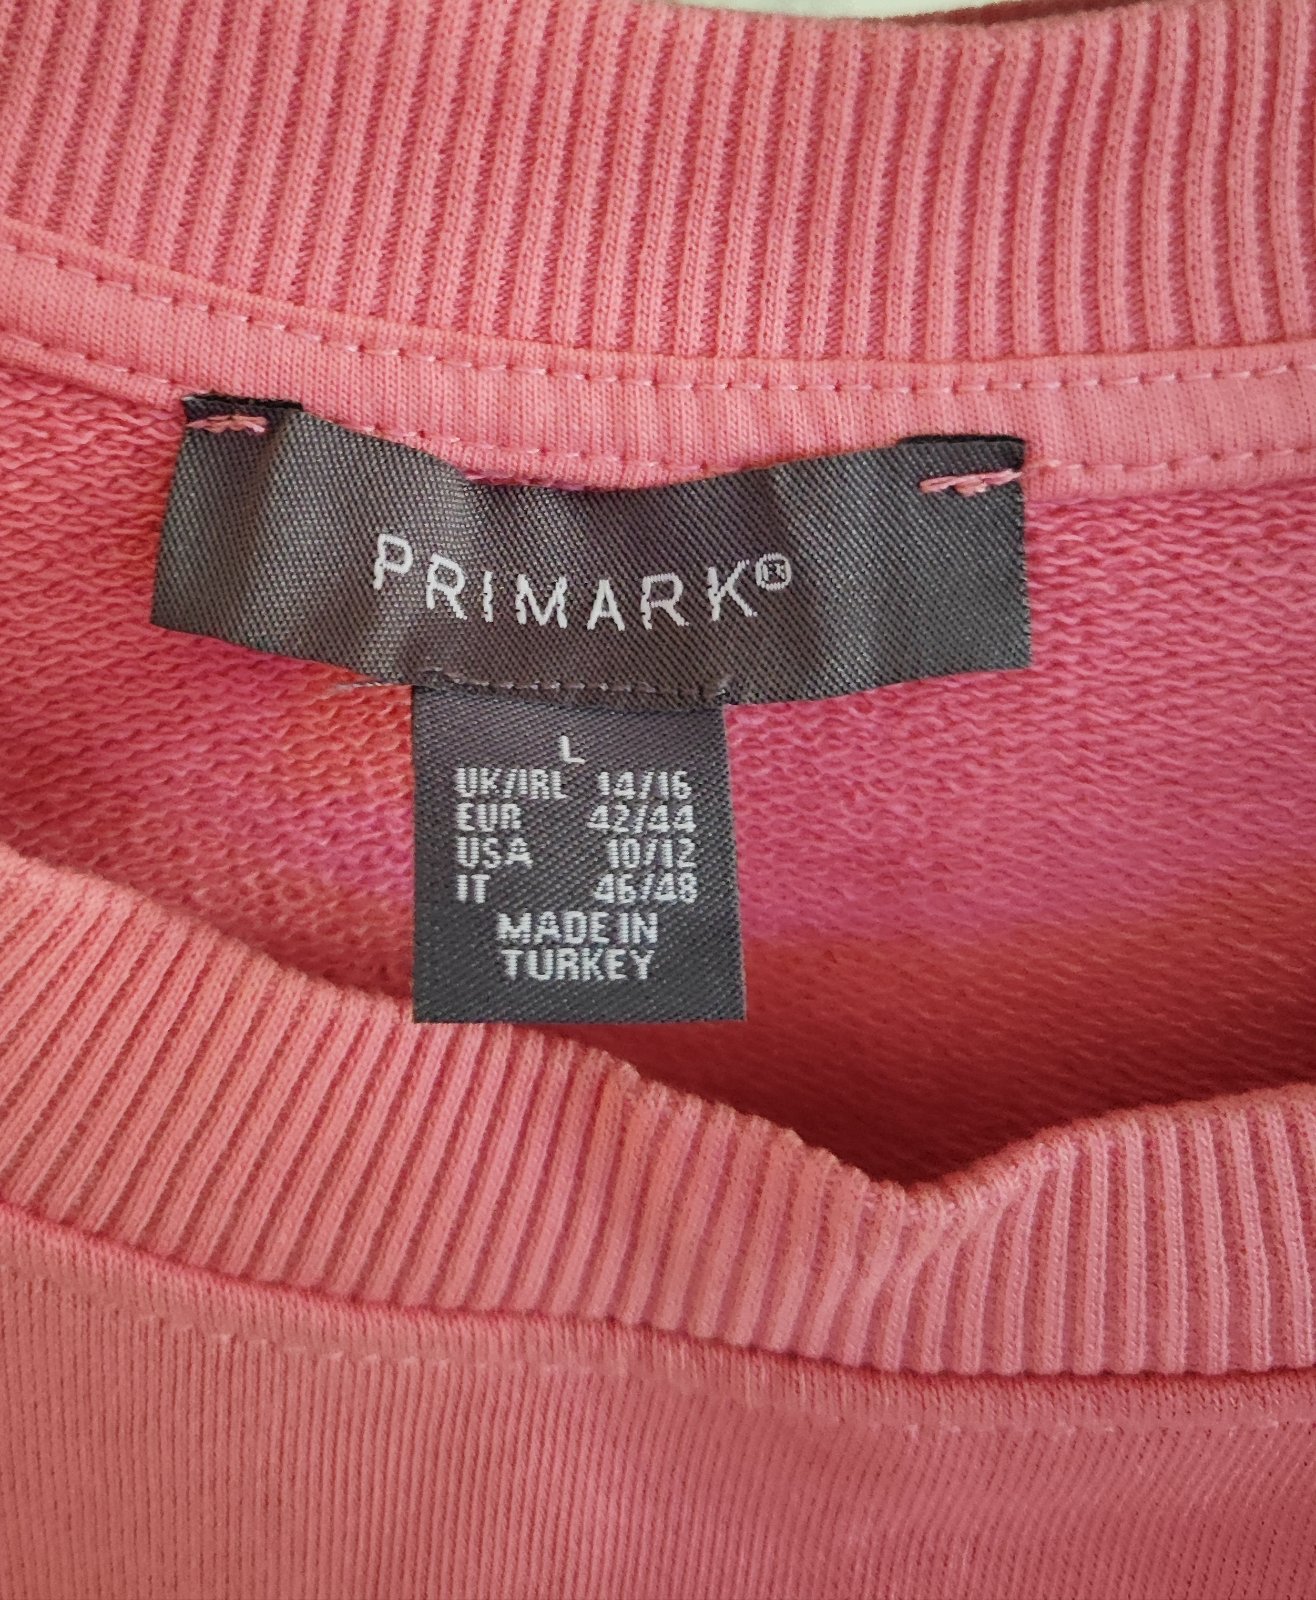 PRIMARK®
L
UK/IRL 14/16
EUR 42/44
USA 10/12
IT 46/48
MADE IN
TURKEY